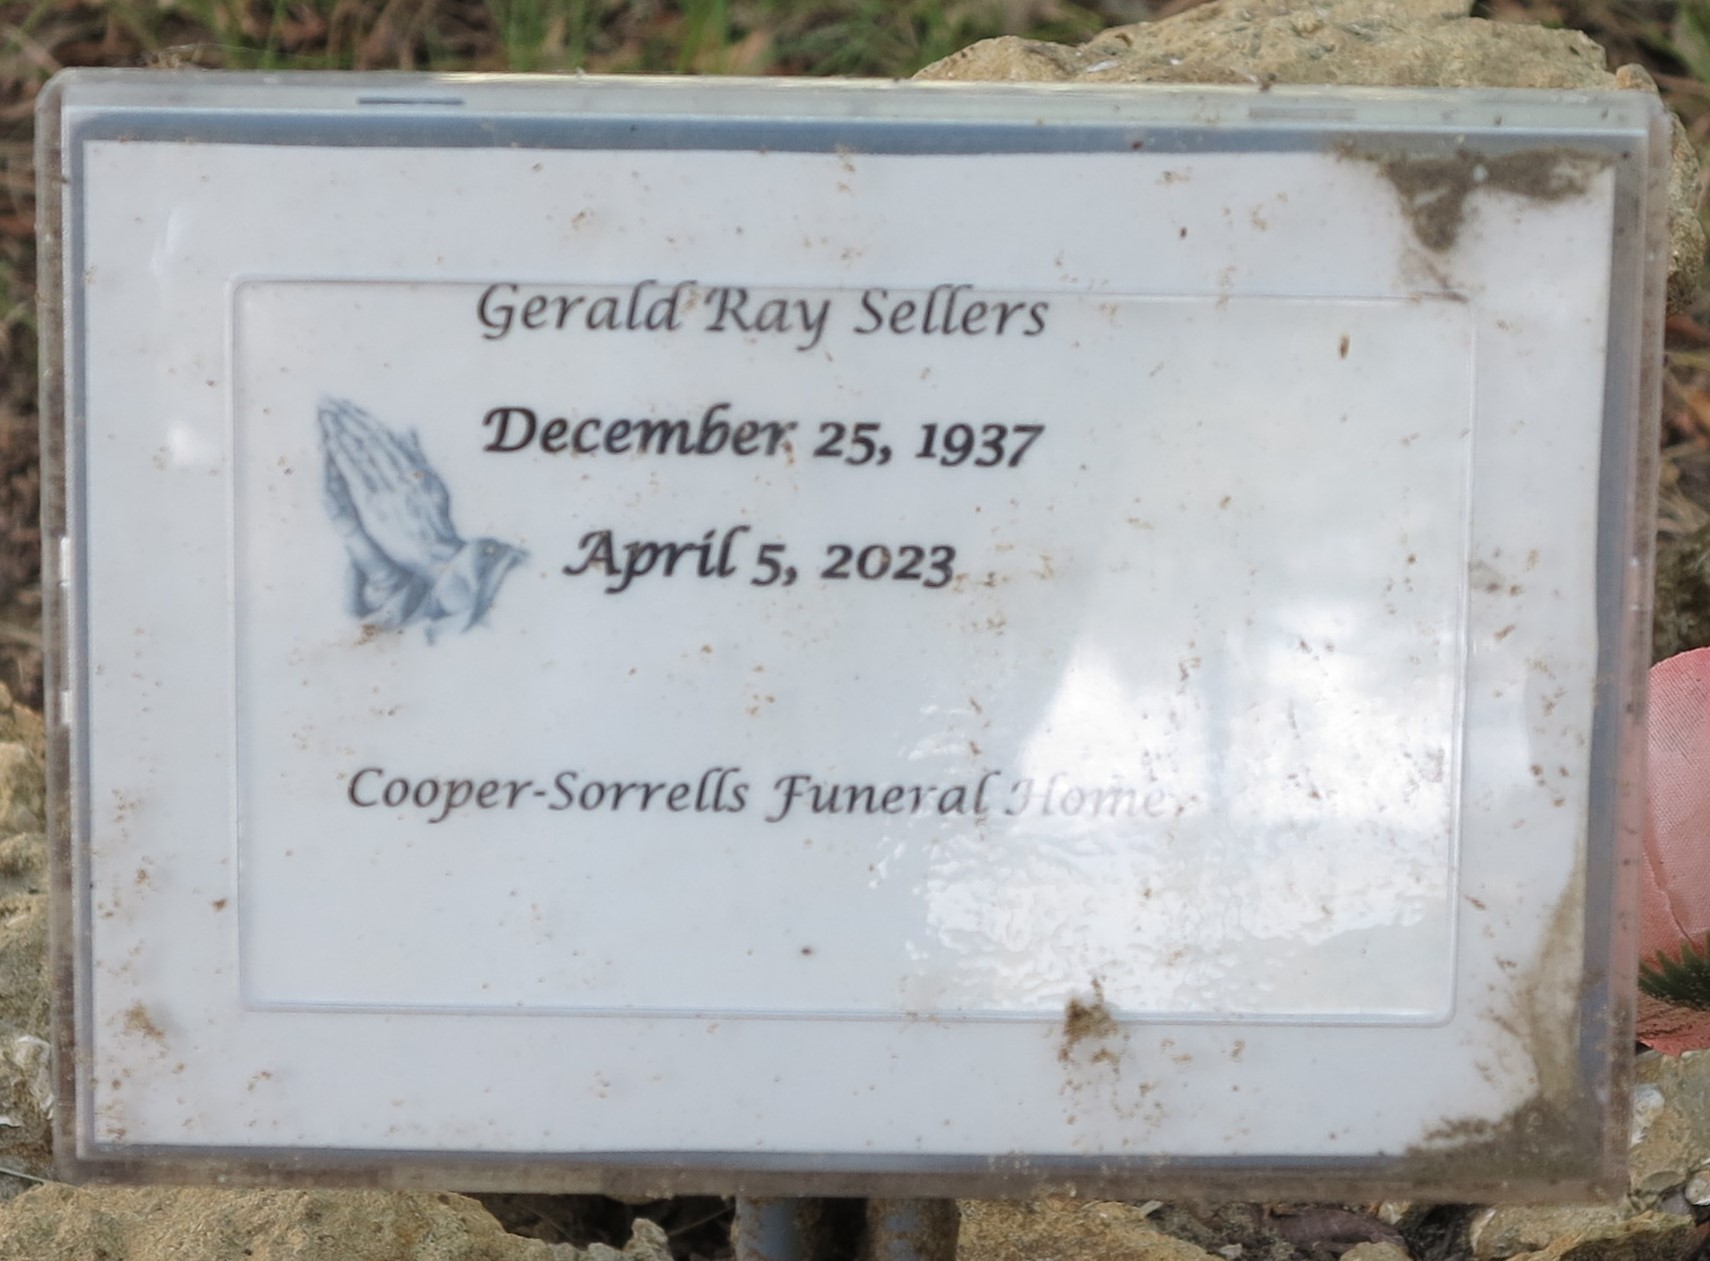 Gerald Ray Sellers
December 25, 1937
April 5, 2023
Cooper-Sorrells Funeral Home